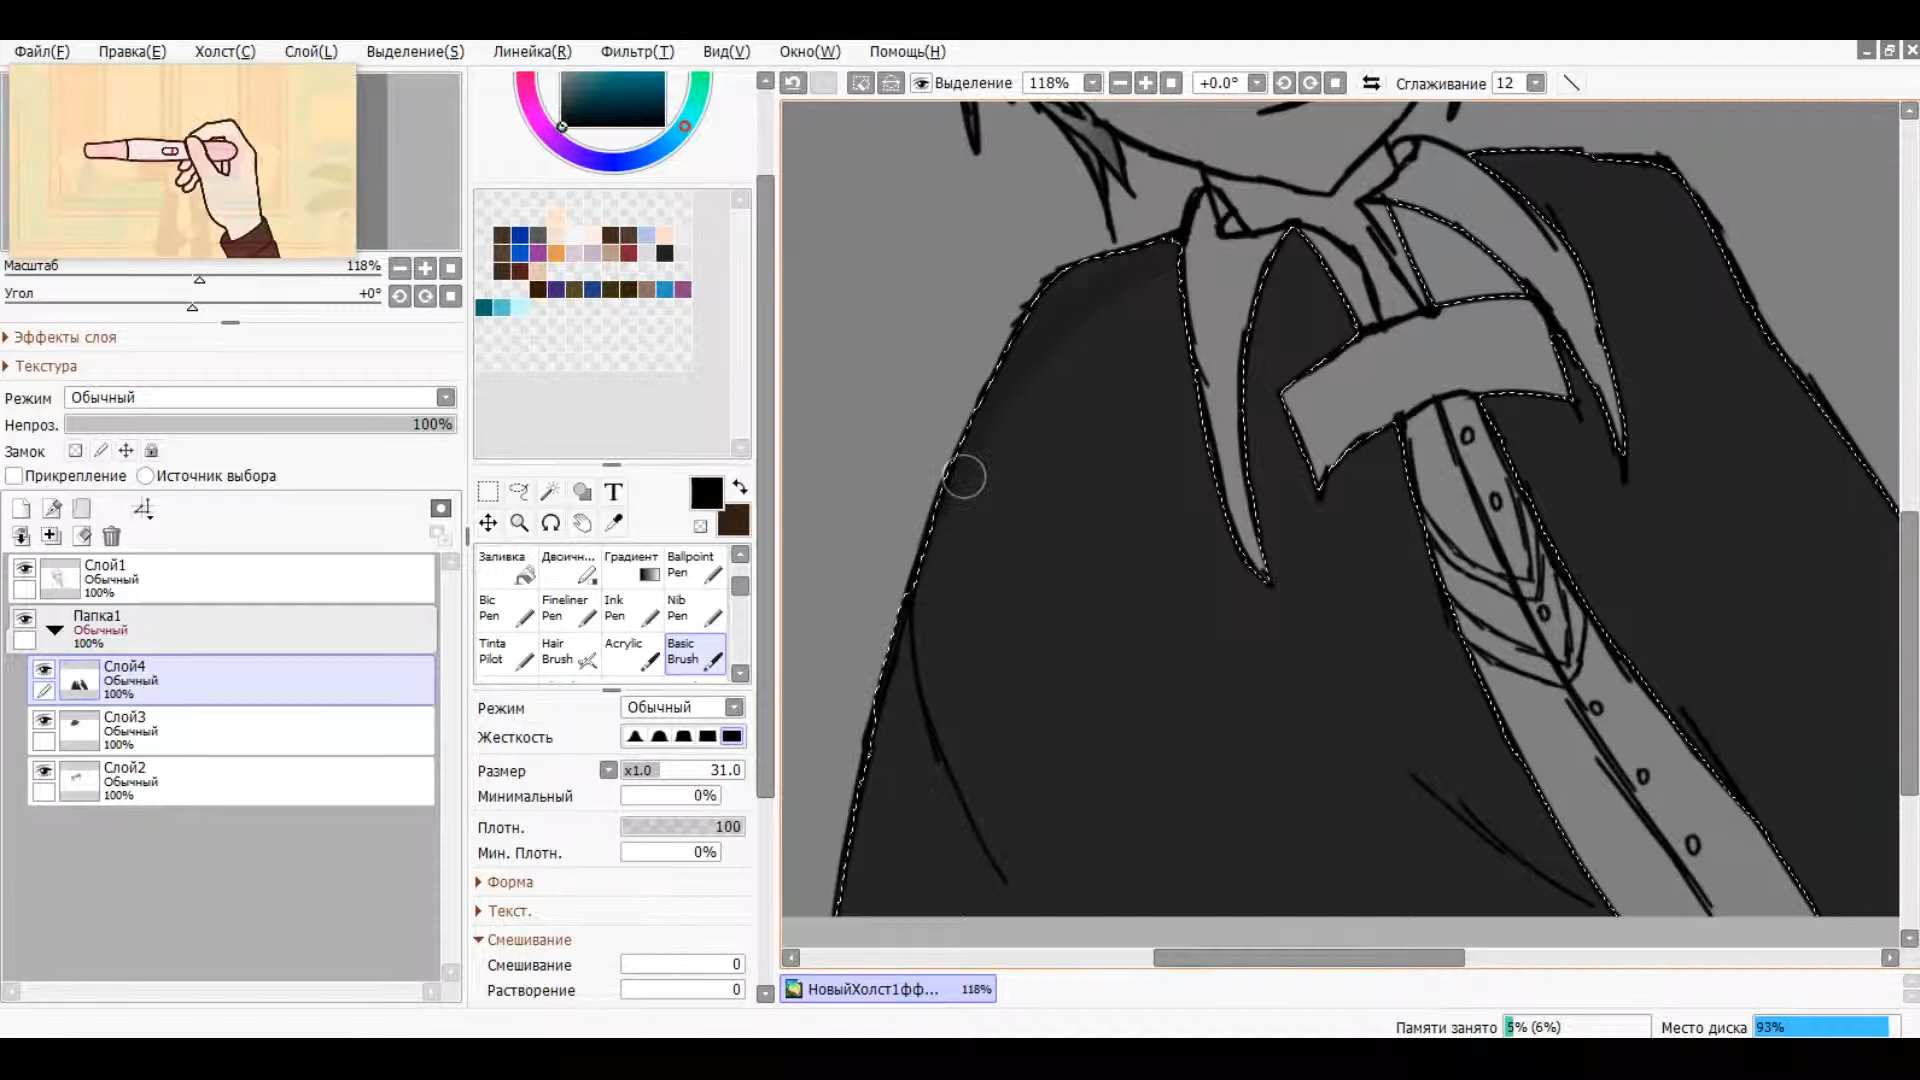 Файл(F) Правка(E) Холст(C) Слой(L) Выделение(S) Линейка(R) Фильтр(T) Вид(V) Окно(W) Помощь(H)
Выделение 118% +0.0° Сглаживание 12
Масштаб 118%
Угол +0°
Эффекты слоя
Текстура
Режим Обычный
Непроз. 100%
Замок
Прикрепление Источник выбора
Слой1
Обычный
100%
Папка1
Обычный
100%
Слой4
Обычный
100%
Слой3
Обычный
100%
Слой2
Обычный
100%
T
Заливка Двоичн... Градиент Ballpoint Pen
Bic Pen Fineliner Pen Ink Pen Nib Pen
Tinta Pilot Hair Brush Acrylic Basic Brush
Режим Обычный
Жесткость
Размер x1.0 31.0
Минимальный 0%
Плотн. 100
Мин. Плотн. 0%
Форма
Текст.
Смешивание
Смешивание 0
Растворение 0
НовыйХолст1фф... 118%
Памяти занято 5% (6%) Место диска 93%